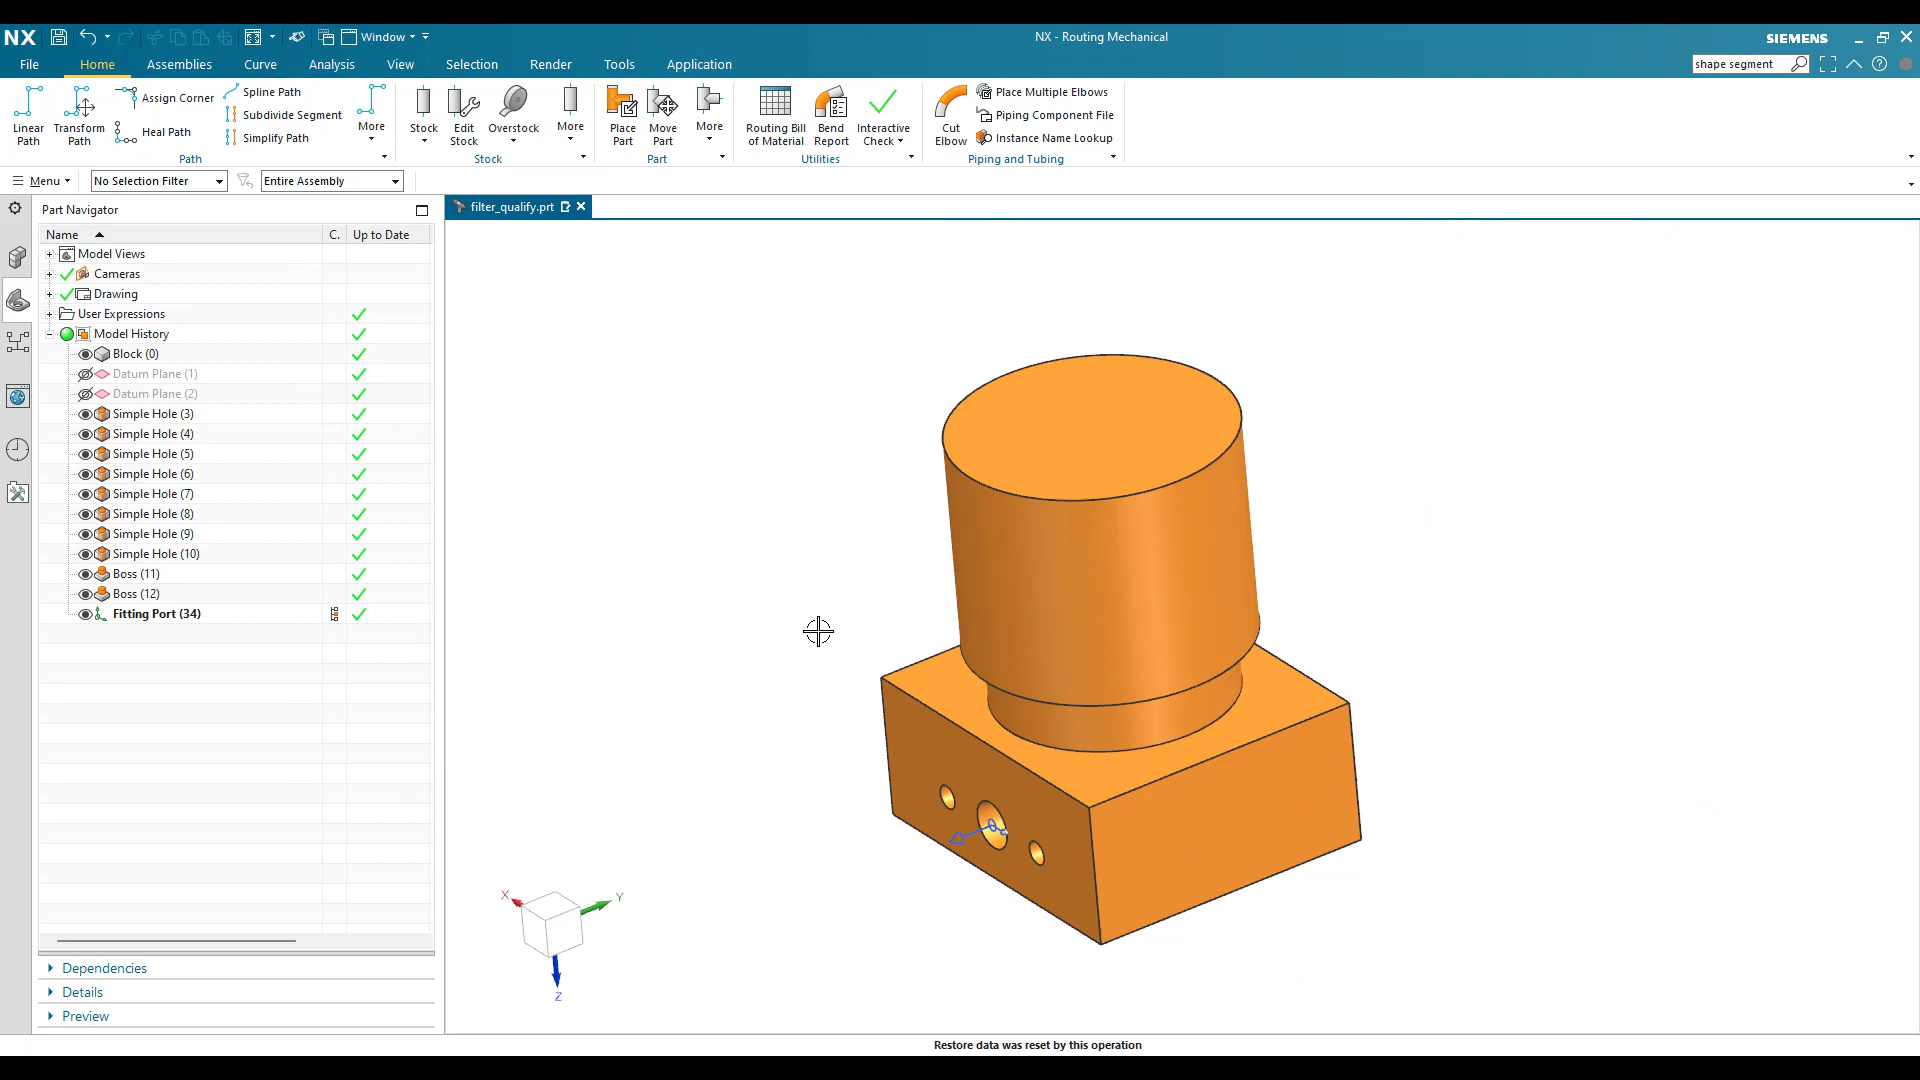 NX
Window
NX - Routing Mechanical
SIEMENS
File
Home
Assemblies
Curve
Analysis
View
Selection
Render
Tools
Application
shape segment
Linear Path
Transform Path
Assign Corner
Heal Path
Spline Path
Subdivide Segment
Simplify Path
More
Path
Stock
Edit Stock
Overstock
More
Stock
Place Part
Move Part
More
Part
Routing Bill of Material
Bend Report
Interactive Check
Utilities
Cut Elbow
Place Multiple Elbows
Piping Component File
Instance Name Lookup
Piping and Tubing
Menu
No Selection Filter
Entire Assembly
Part Navigator
filter_qualify.prt
Name
C.
Up to Date
Model Views
Cameras
Drawing
User Expressions
Model History
Block (0)
Datum Plane (1)
Datum Plane (2)
Simple Hole (3)
Simple Hole (4)
Simple Hole (5)
Simple Hole (6)
Simple Hole (7)
Simple Hole (8)
Simple Hole (9)
Simple Hole (10)
Boss (11)
Boss (12)
Fitting Port (34)
X
Y
Z
Dependencies
Details
Preview
Restore data was reset by this operation